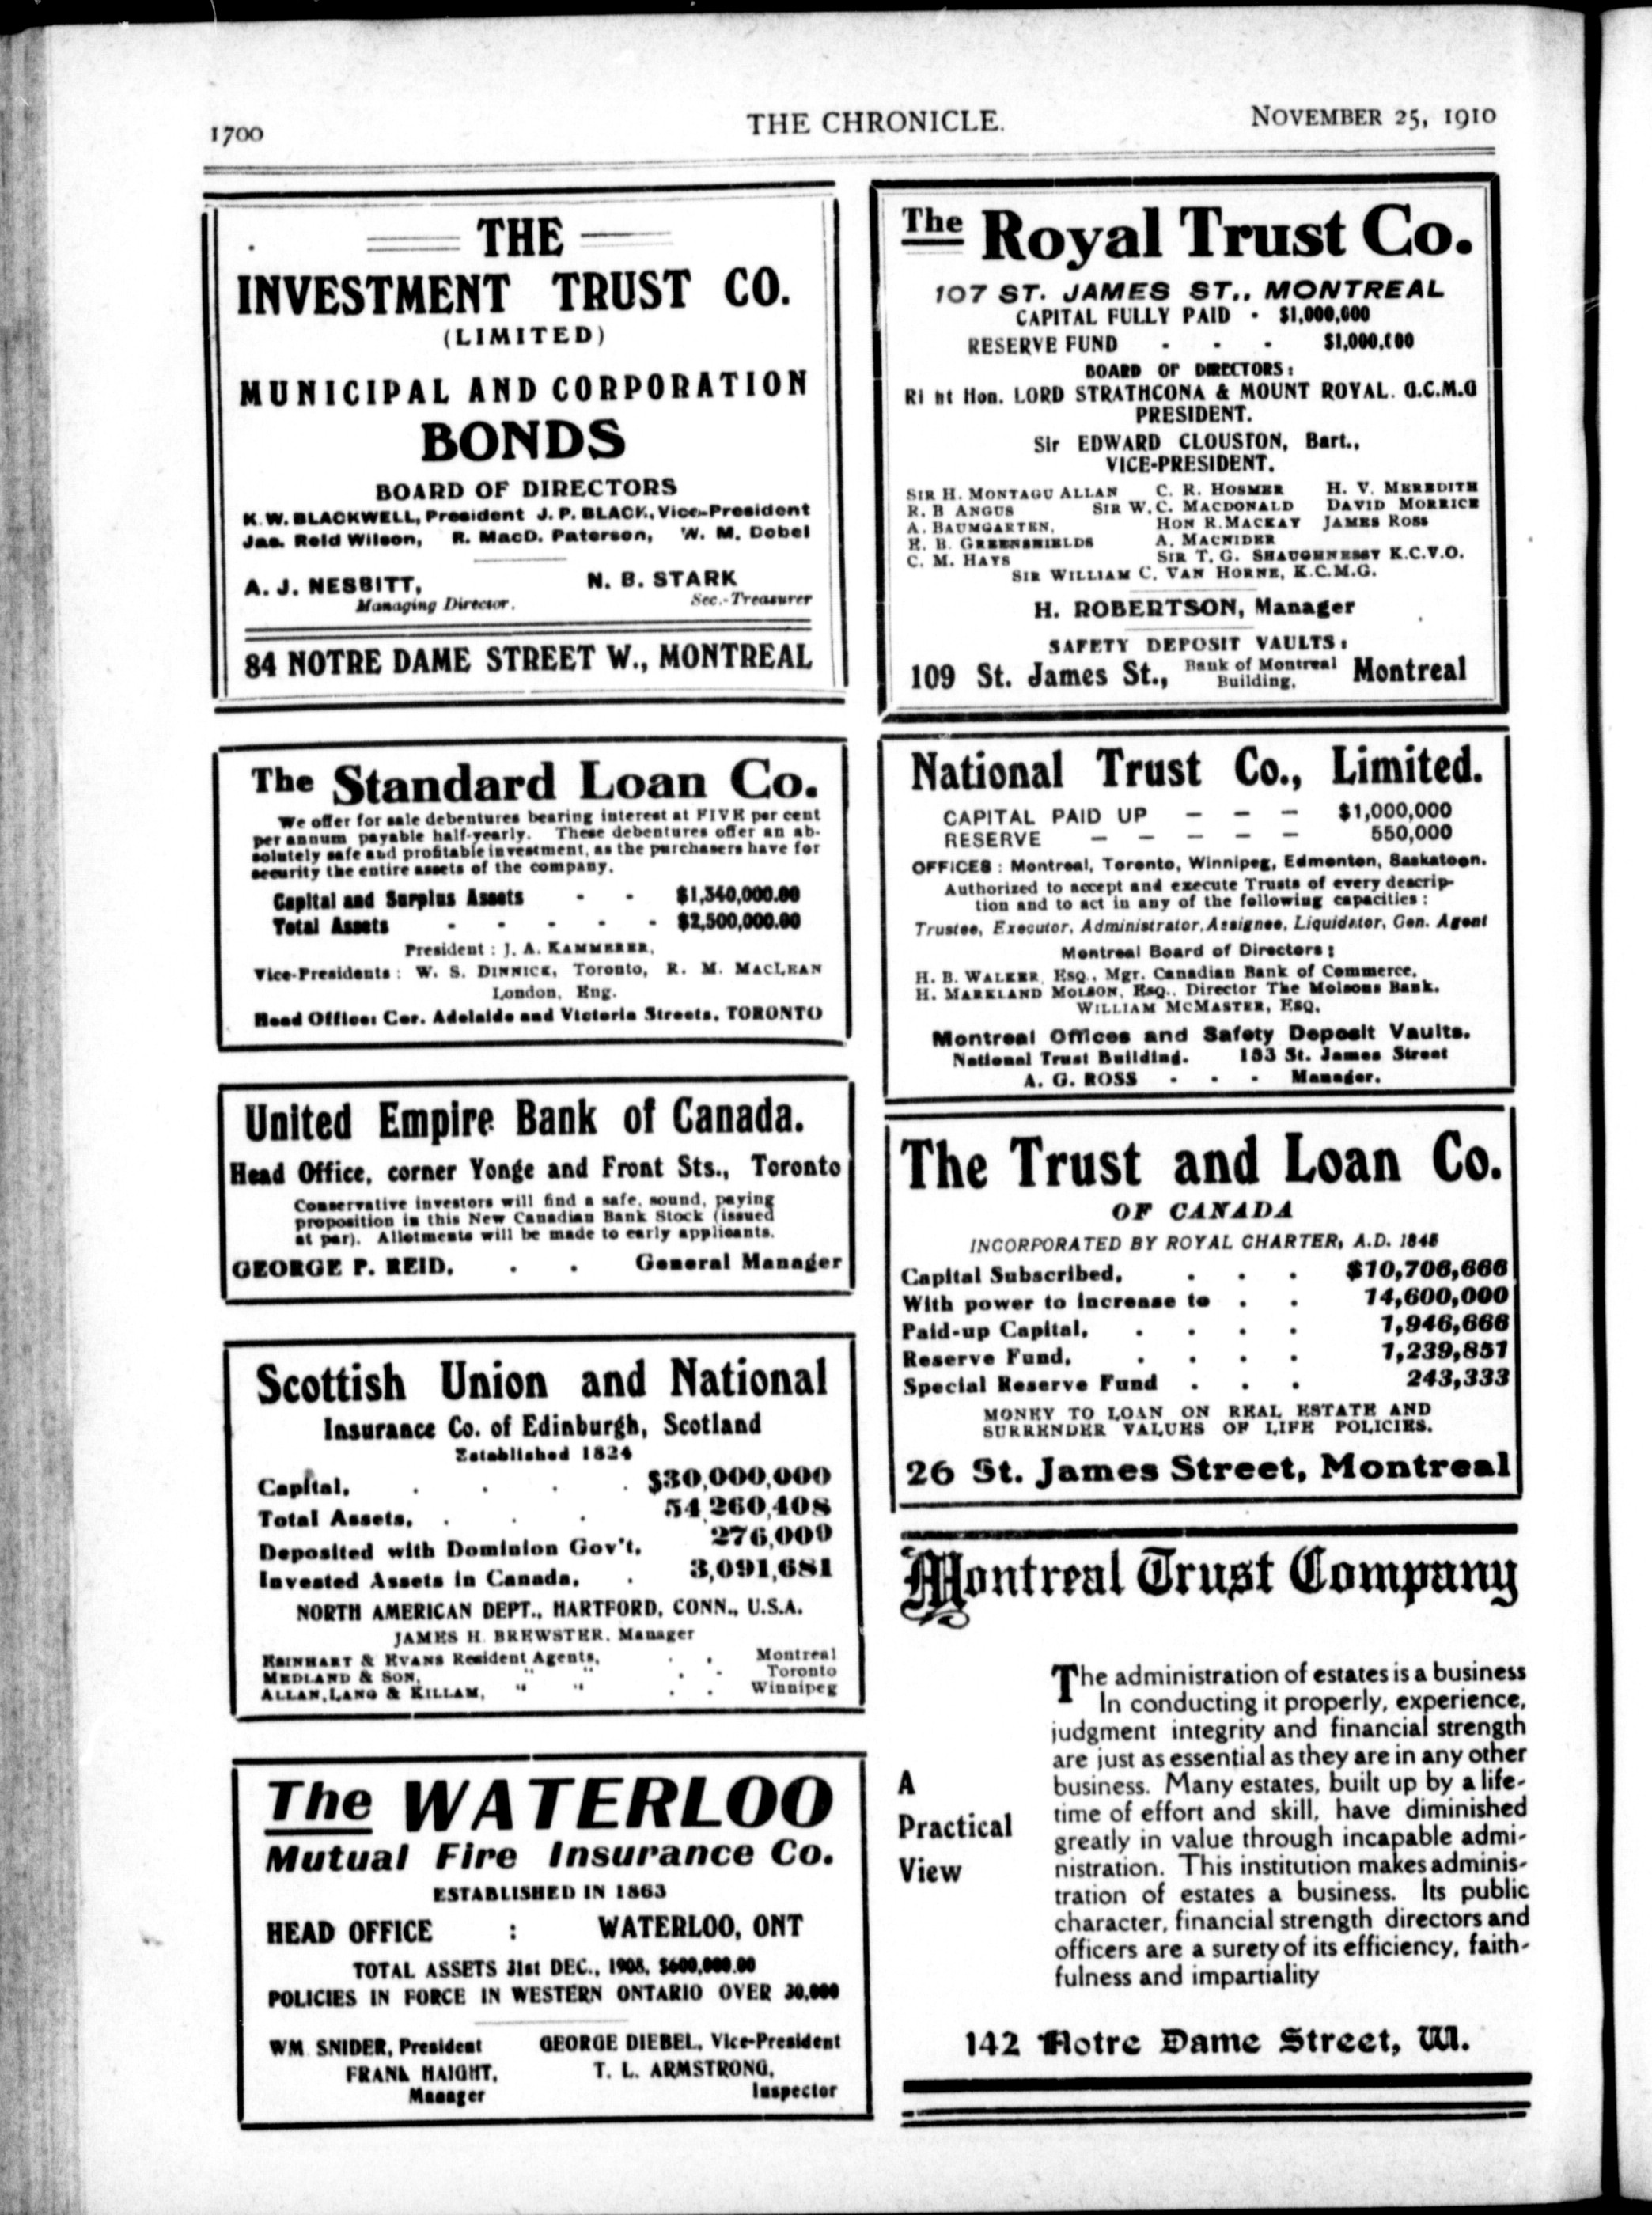 1700
THE CHRONICLE.
NOVEMBER 25, 1910
THE
INVESTMENT TRUST CO.
(LIMITED)
MUNICIPAL AND CORPORATION
BONDS
BOARD OF DIRECTORS
K. W. BLACKWELL, President J. P. BLACK, Vice-President
Jas. Reid Wilson, R. MacD. Paterson, W. M. Dobel
A. J. NESBITT, N. B. STARK
Managing Director. Sec.-Treasurer
84 NOTRE DAME STREET W., MONTREAL
The Standard Loan Co.
We offer for sale debentures bearing interest at FIVE per cent
per annum payable half-yearly. These debentures offer an ab-
solutely safe and profitable investment, as the purchasers have for
security the entire assets of the company.
Capital and Surplus Assets - - $1,340,000.00
Total Assets - - - - - $2,500,000.00
President : J. A. KAMMERER,
Vice-Presidents : W. S. DINNICK, Toronto, R. M. MACLEAN
London, Eng.
Head Office: Cor. Adelaide and Victoria Streets, TORONTO
United Empire Bank of Canada.
Head Office, corner Yonge and Front Sts., Toronto
Conservative investors will find a safe, sound, paying
proposition in this New Canadian Bank Stock (issued
at par). Allotments will be made to early applicants.
GEORGE P. REID, . . General Manager
Scottish Union and National
Insurance Co. of Edinburgh, Scotland
Established 1824
Capital, . . . . $30,000,000
Total Assets, . . . 54,260,408
Deposited with Dominion Gov't, 276,000
Invested Assets in Canada, . 3,091,681
NORTH AMERICAN DEPT., HARTFORD, CONN., U.S.A.
JAMES H. BREWSTER, Manager
ESINHART & EVANS Resident Agents, . . Montreal
MEDLAND & SON, " " . - Toronto
ALLAN, LANG & KILLAM, " " . . Winnipeg
The WATERLOO
Mutual Fire Insurance Co.
ESTABLISHED IN 1863
HEAD OFFICE : WATERLOO, ONT
TOTAL ASSETS 31st DEC., 1908, $600,000.00
POLICIES IN FORCE IN WESTERN ONTARIO OVER 30,000
WM. SNIDER, President GEORGE DIEBEL, Vice-President
FRANK HAIGHT, T. L. ARMSTRONG,
Manager Inspector
The Royal Trust Co.
107 ST. JAMES ST., MONTREAL
CAPITAL FULLY PAID - $1,000,000
RESERVE FUND - - - $1,000,000
BOARD OF DIRECTORS:
Ri ht Hon. LORD STRATHCONA & MOUNT ROYAL. G.C.M.G
PRESIDENT.
Sir EDWARD CLOUSTON, Bart.,
VICE-PRESIDENT.
SIR H. MONTAGU ALLAN C. R. HOSMER H. V. MEREDITH
R. B ANGUS SIR W. C. MACDONALD DAVID MORRICE
A. BAUMGARTEN, HON R. MACKAY JAMES ROSS
E. B. GREENSHIELDS A. MACNIDER
C. M. HAYS SIR T. G. SHAUGHNESSY K.C.V.O.
SIR WILLIAM C. VAN HORNE, K.C.M.G.
H. ROBERTSON, Manager
SAFETY DEPOSIT VAULTS:
109 St. James St., Bank of Montreal Building, Montreal
National Trust Co., Limited.
CAPITAL PAID UP – – – $1,000,000
RESERVE – – – – – 550,000
OFFICES : Montreal, Toronto, Winnipeg, Edmonton, Saskatoon.
Authorized to accept and execute Trusts of every descrip-
tion and to act in any of the following capacities :
Trustee, Executor, Administrator, Assignee, Liquidator, Gen. Agent
Montreal Board of Directors :
H. B. WALKER, ESQ., Mgr. Canadian Bank of Commerce.
H. MARKLAND MOLSON, ESQ., Director The Molsons Bank.
WILLIAM MCMASTER, ESQ.
Montreal Offices and Safety Deposit Vaults.
National Trust Building. 153 St. James Street
A. G. ROSS - - - Manager.
The Trust and Loan Co.
OF CANADA
INCORPORATED BY ROYAL CHARTER, A.D. 1845
Capital Subscribed, . . . $10,706,666
With power to increase to . . 14,600,000
Paid-up Capital, . . . . 1,946,666
Reserve Fund, . . . . 1,239,851
Special Reserve Fund . . . 243,333
MONEY TO LOAN ON REAL ESTATE AND
SURRENDER VALUES OF LIFE POLICIES.
26 St. James Street, Montreal
Montreal Trust Company
A
Practical
View
The administration of estates is a business
In conducting it properly, experience,
judgment integrity and financial strength
are just as essential as they are in any other
business. Many estates, built up by a life-
time of effort and skill, have diminished
greatly in value through incapable admi-
nistration. This institution makes adminis-
tration of estates a business. Its public
character, financial strength directors and
officers are a surety of its efficiency, faith-
fulness and impartiality
142 Notre Dame Street, W.